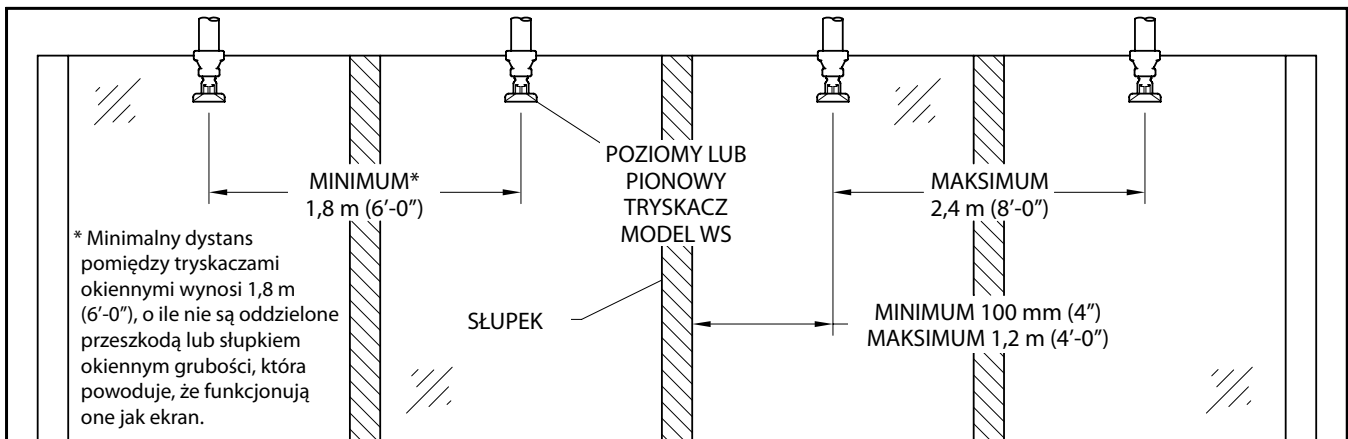 POZIOMY LUB
PIONOWY
TRYSKACZ
MODEL WS
MINIMUM*
1,8 m (6’-0”)
MAKSIMUM
2,4 m (8’-0”)
* Minimalny dystans
pomiędzy tryskaczami
okiennymi wynosi 1,8 m
(6’-0”), o ile nie są oddzielone
przeszkodą lub słupkiem
okiennym grubości, która
powoduje, że funkcjonują
one jak ekran.
SŁUPEK
MINIMUM 100 mm (4”)
MAKSIMUM 1,2 m (4’-0”)